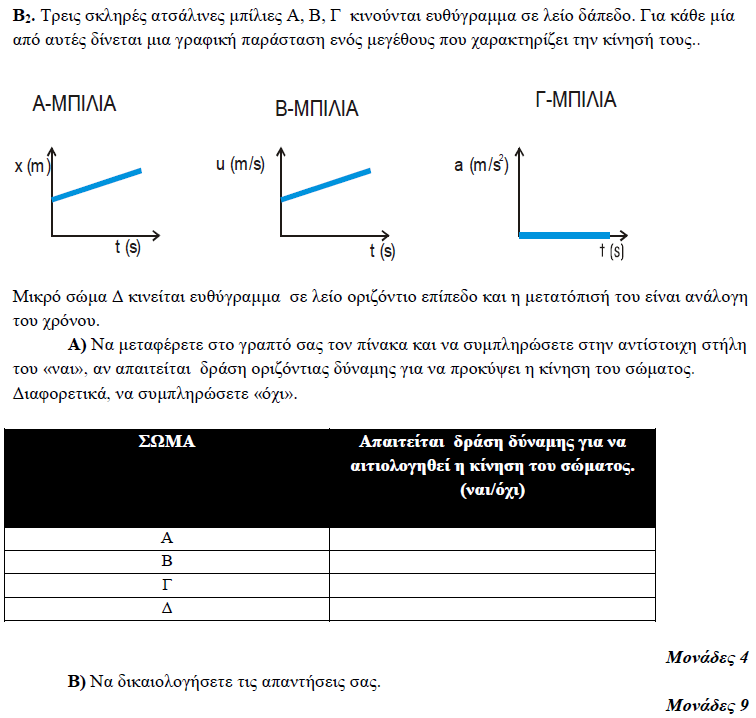 Β2. Τρεις σκληρές ατσάλινες μπίλιες Α, Β, Γ κινούνται ευθύγραμμα σε λείο δάπεδο. Για κάθε μία
από αυτές δίνεται μια γραφική παράσταση ενός μεγέθους που χαρακτηρίζει την κίνησή τους..
Α-ΜΠΙΛΙΑ
Β-ΜΠΙΛΙΑ
Γ-ΜΠΙΛΙΑ
x (m)
t (s)
u (m/s)
t (s)
a (m/s²)
t (s)
Μικρό σώμα Δ κινείται ευθύγραμμα σε λείο οριζόντιο επίπεδο και η μετατόπισή του είναι ανάλογη
του χρόνου.
Α) Να μεταφέρετε στο γραπτό σας τον πίνακα και να συμπληρώσετε στην αντίστοιχη στήλη
του «ναι», αν απαιτείται δράση οριζόντιας δύναμης για να προκύψει η κίνηση του σώματος.
Διαφορετικά, να συμπληρώσετε «όχι».
ΣΩΜΑ
Απαιτείται δράση δύναμης για να
αιτιολογηθεί η κίνηση του σώματος.
(ναι/όχι)
Α
Β
Γ
Δ
Μονάδες 4
Β) Να δικαιολογήσετε τις απαντήσεις σας.
Μονάδες 9